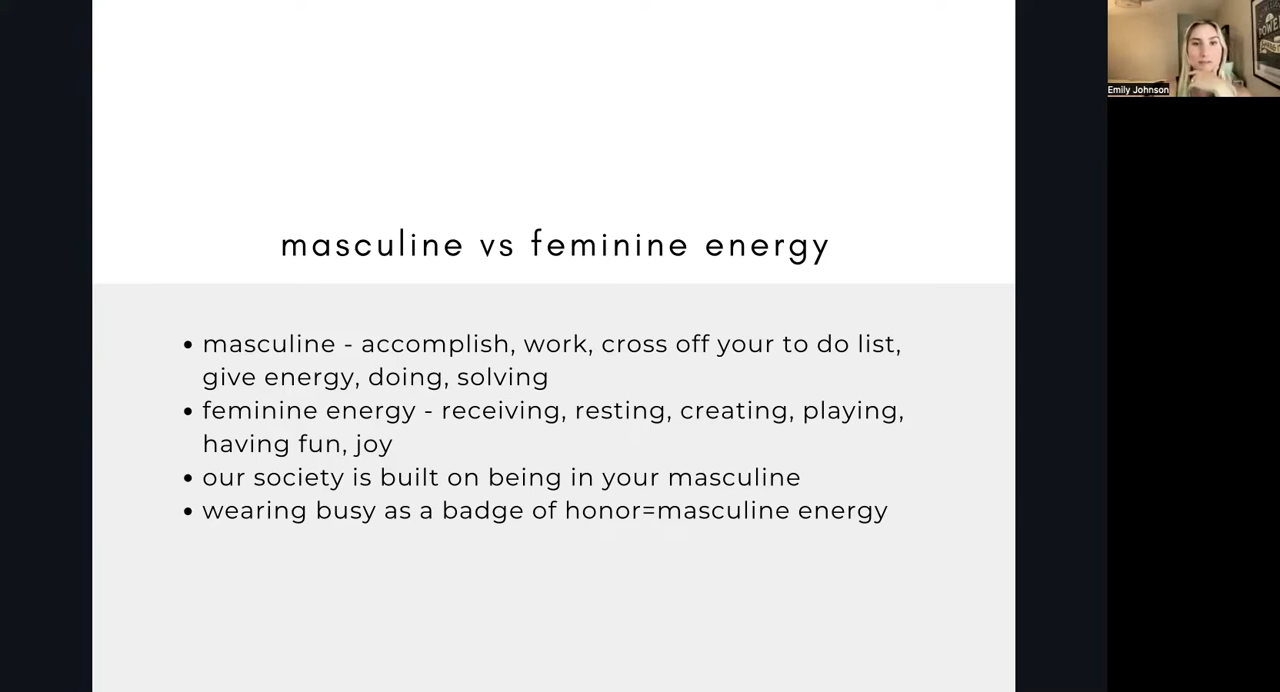 masculine vs feminine energy
• masculine - accomplish, work, cross off your to do list,
give energy, doing, solving
• feminine energy - receiving, resting, creating, playing,
having fun, joy
• our society is built on being in your masculine
• wearing busy as a badge of honor=masculine energy
Emily Johnson